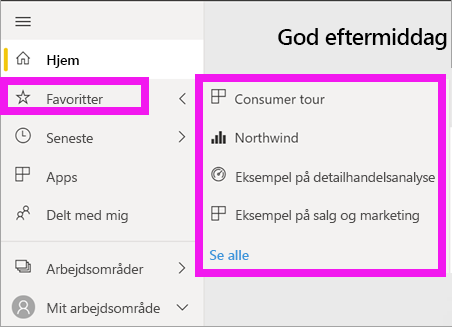 God eftermiddag
Hjem
Favoritter
Seneste
Apps
Delt med mig
Arbejdsområder
Mit arbejdsområde
Consumer tour
Northwind
Eksempel på detailhandelsanalyse
Eksempel på salg og marketing
Se alle